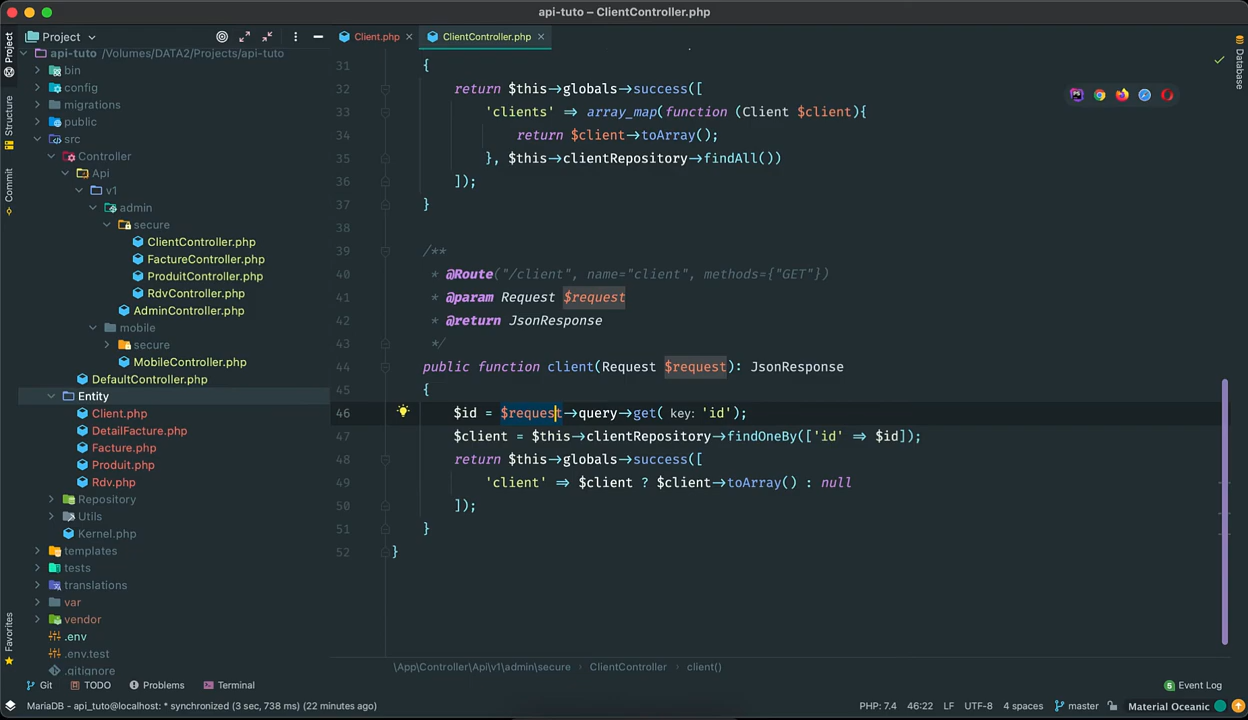 api-tuto – ClientController.php
Project
Client.php
ClientController.php
Project
Structure
Commit
Favorites
Database
api-tuto /Volumes/DATA2/Projects/api-tuto
bin
config
migrations
public
src
Controller
Api
v1
admin
secure
ClientController.php
FactureController.php
ProduitController.php
RdvController.php
AdminController.php
mobile
secure
MobileController.php
DefaultController.php
Entity
Client.php
DetailFacture.php
Facture.php
Produit.php
Rdv.php
Repository
Utils
Kernel.php
templates
tests
translations
var
vendor
.env
.env.test
.gitignore
31 {
32 return $this→globals→success([
33 'clients' ⇒ array_map(function (Client $client){
34 return $client→toArray();
35 }, $this→clientRepository→findAll())
36 ]);
37 }
38
39 /**
40 * @Route("/client", name="client", methods={"GET"})
41 * @param Request $request
42 * @return JsonResponse
43 */
44 public function client(Request $request): JsonResponse
45 {
46 $id = $request→query→get( key: 'id');
47 $client = $this→clientRepository→findOneBy(['id' ⇒ $id]);
48 return $this→globals→success([
49 'client' ⇒ $client ? $client→toArray() : null
50 ]);
51 }
52 }
\App\Controller\Api\v1\admin\secure › ClientController › client()
Git TODO Problems Terminal 5 Event Log
MariaDB - api_tuto@localhost: * synchronized (3 sec, 738 ms) (22 minutes ago) PHP: 7.4 46:22 LF UTF-8 4 spaces master Material Oceanic